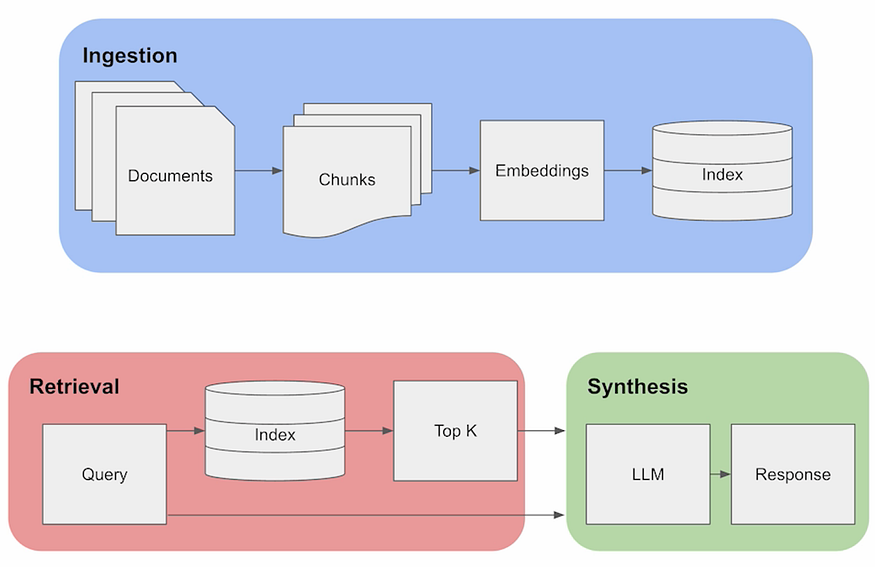 Ingestion
Documents
Chunks
Embeddings
Index
Retrieval
Query
Index
Top K
Synthesis
LLM
Response